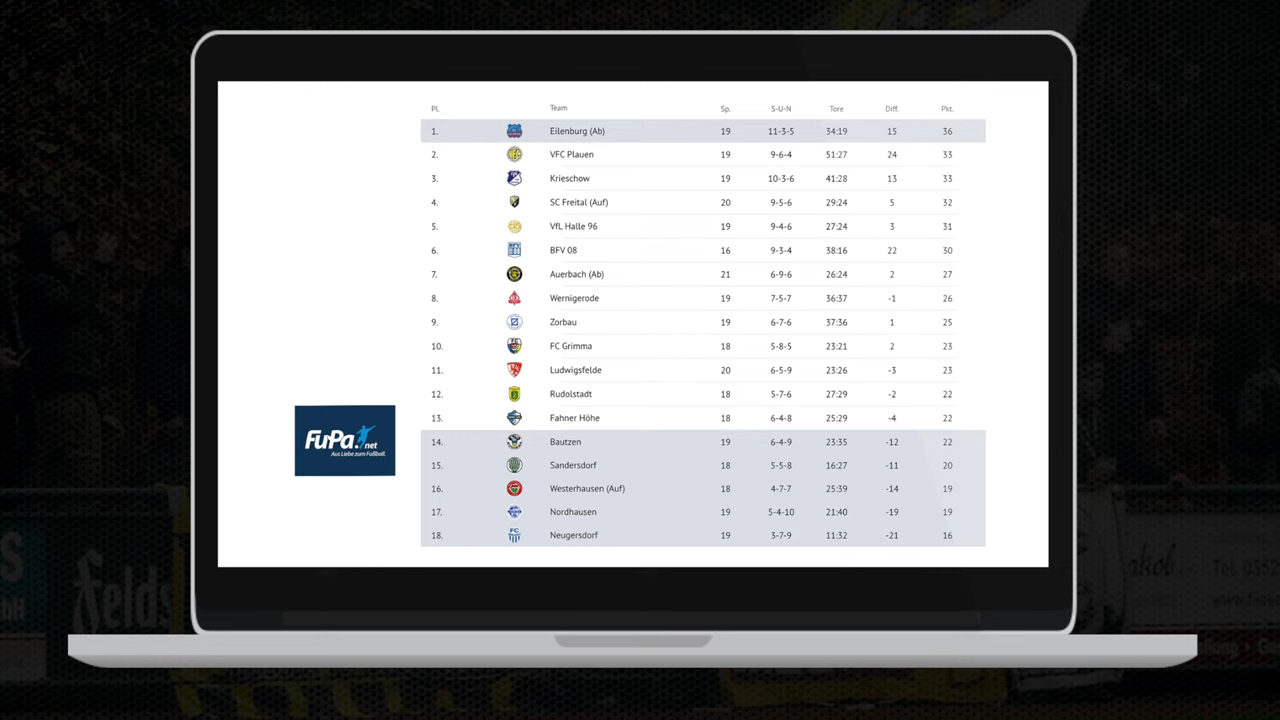 Pl. Team Sp. S-U-N Tore Diff. Pkt.
1. Eilenburg (Ab) 19 11-3-5 34:19 15 36
2. VFC Plauen 19 9-6-4 51:27 24 33
3. Krieschow 19 10-3-6 41:28 13 33
4. SC Freital (Auf) 20 9-5-6 29:24 5 32
5. VfL Halle 96 19 9-4-6 27:24 3 31
6. BFV 08 16 9-3-4 38:16 22 30
7. Auerbach (Ab) 21 6-9-6 26:24 2 27
8. Wernigerode 19 7-5-7 36:37 -1 26
9. Zorbau 19 6-7-6 37:36 1 25
10. FC Grimma 18 5-8-5 23:21 2 23
11. Ludwigsfelde 20 6-5-9 23:26 -3 23
12. Rudolstadt 18 5-7-6 27:29 -2 22
13. Fahner Höhe 18 6-4-8 25:29 -4 22
14. Bautzen 19 6-4-9 23:35 -12 22
15. Sandersdorf 18 5-5-8 16:27 -11 20
16. Westerhausen (Auf) 18 4-7-7 25:39 -14 19
17. Nordhausen 19 5-4-10 21:40 -19 19
18. Neugersdorf 19 3-7-9 11:32 -21 16
FuPa.net
Aus Liebe zum Fußball.
Felds
Tel. 0352